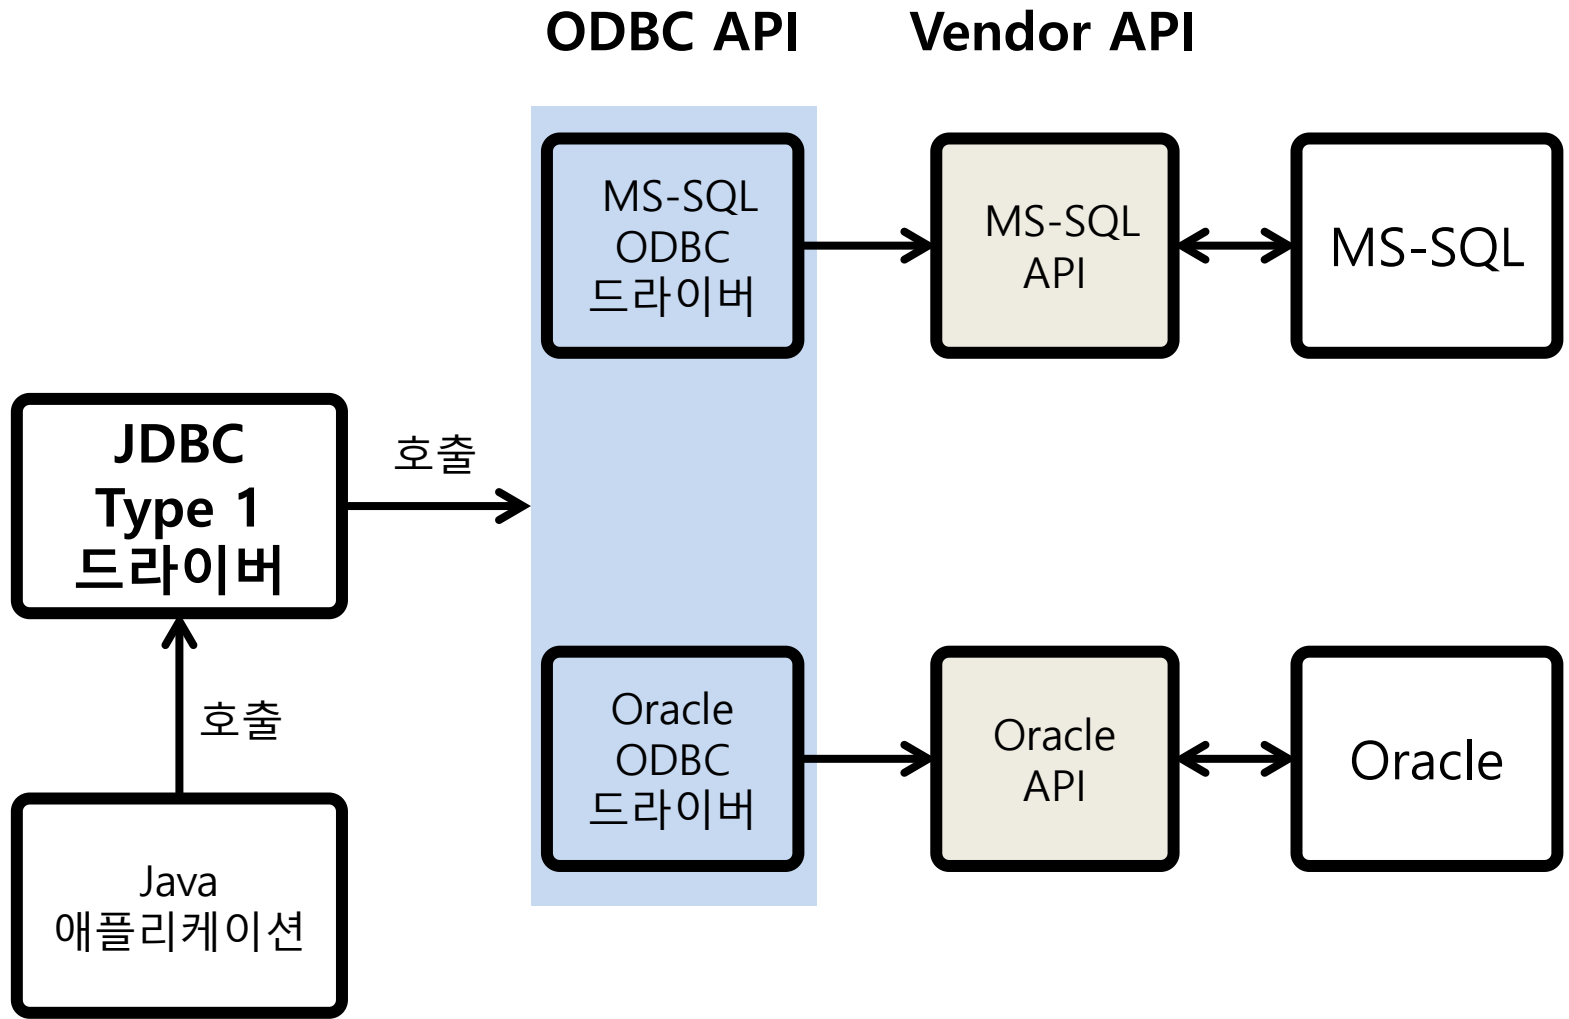 ODBC API
Vendor API
MS-SQL
ODBC
드라이버
MS-SQL
API
MS-SQL
JDBC
Type 1
드라이버
호출
호출
Oracle
ODBC
드라이버
Oracle
API
Oracle
Java
애플리케이션